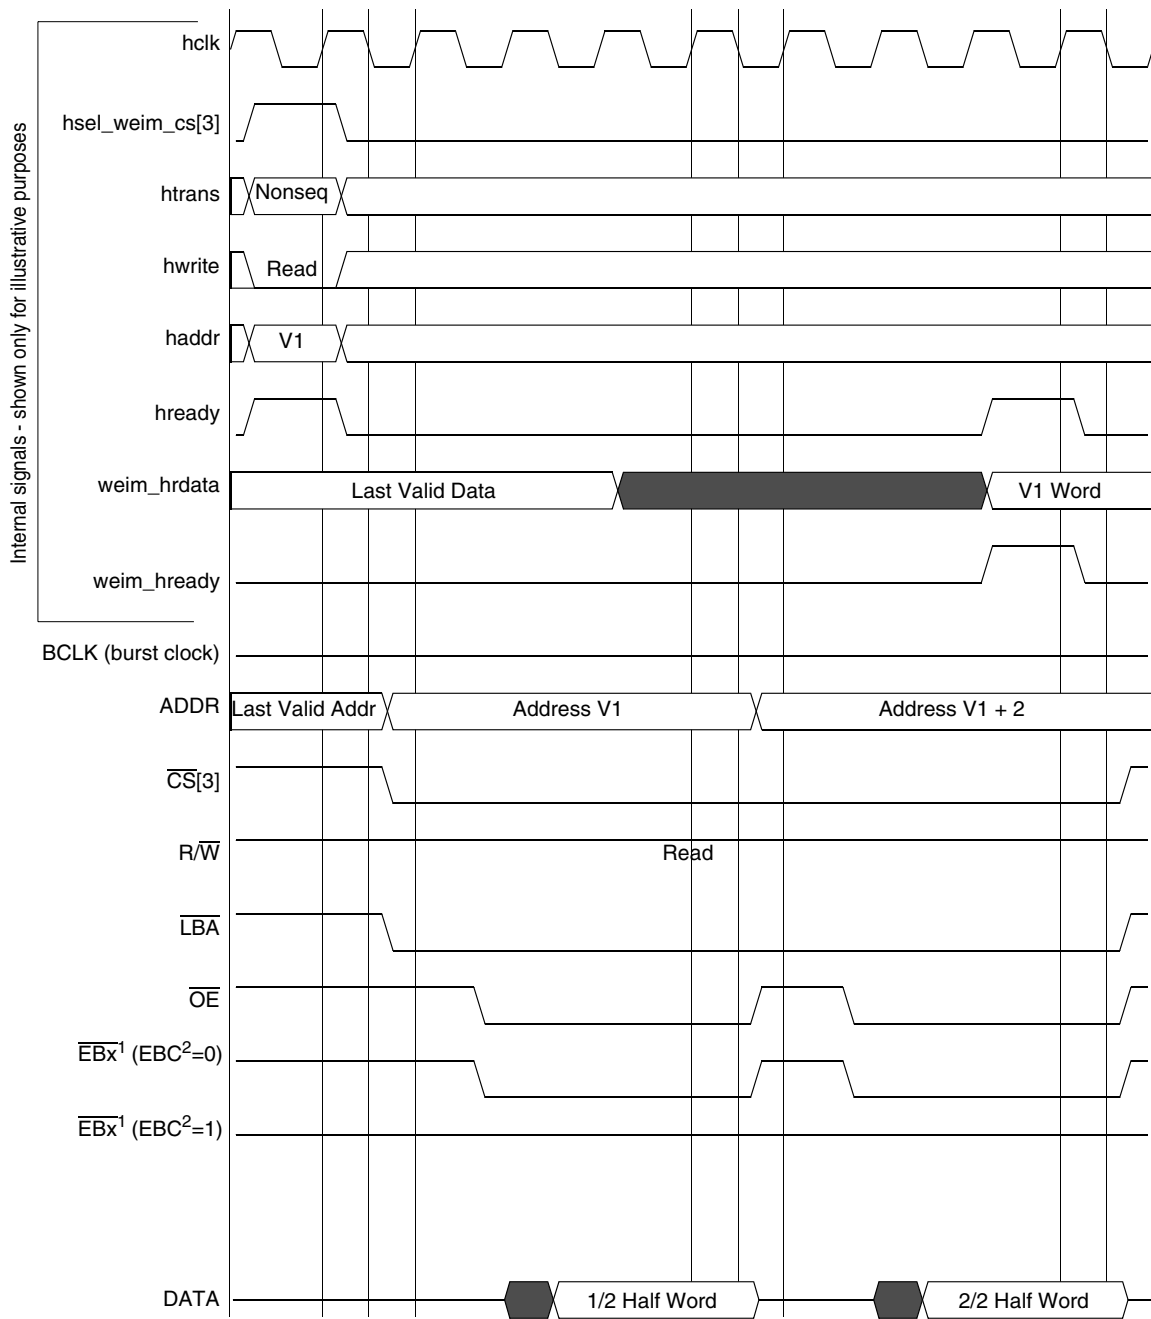 Internal signals - shown only for illustrative purposes
hclk
hsel_weim_cs[3]
htrans Nonseq
hwrite Read
haddr V1
hready
weim_hrdata Last Valid Data V1 Word
weim_hready
BCLK (burst clock)
ADDR Last Valid Addr Address V1 Address V1 + 2
CS[3]
R/W Read
LBA
OE
EBx1 (EBC2=0)
EBx1 (EBC2=1)
DATA 1/2 Half Word 2/2 Half Word